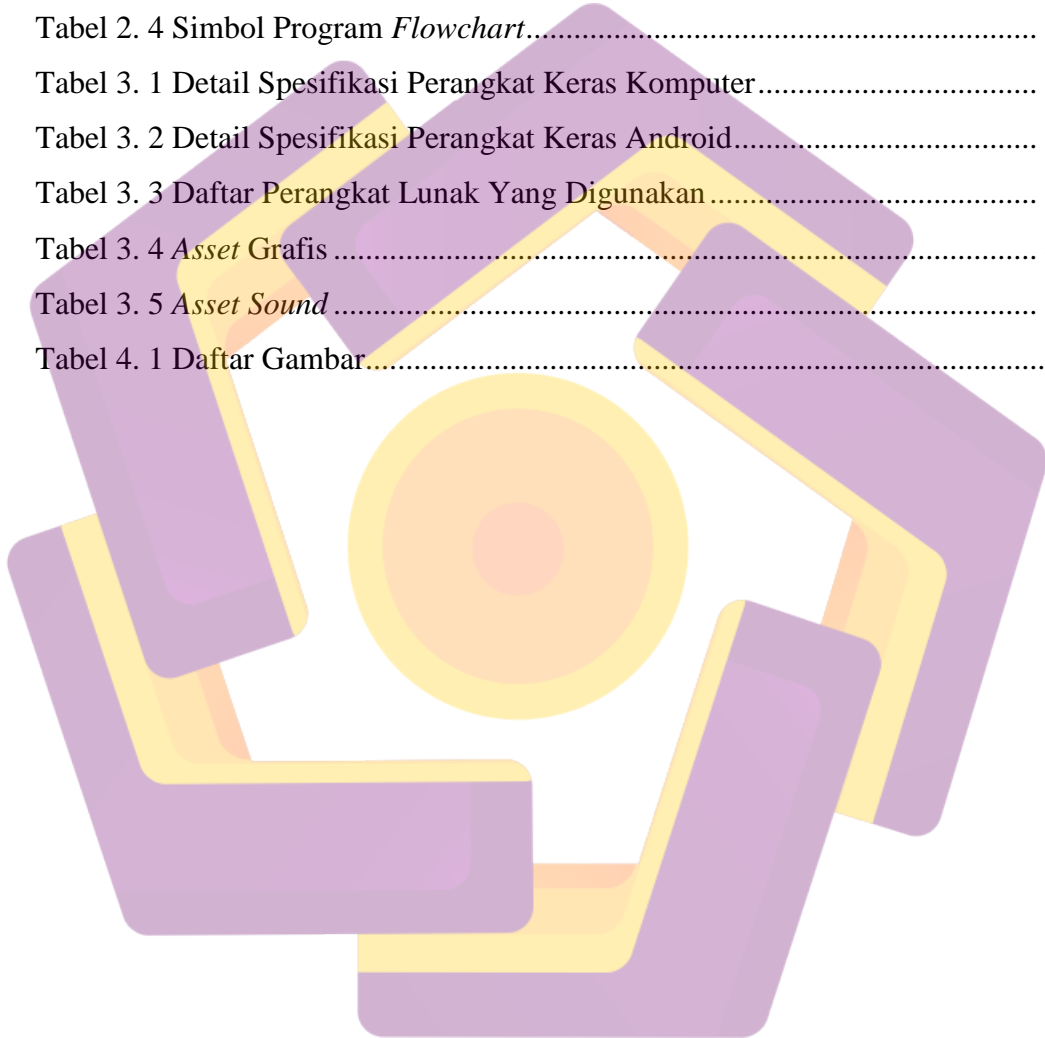 Tabel 2. 4 Simbol Program Flowchart...........................................................................
Tabel 3. 1 Detail Spesifikasi Perangkat Keras Komputer.........................................
Tabel 3. 2 Detail Spesifikasi Perangkat Keras Android............................................
Tabel 3. 3 Daftar Perangkat Lunak Yang Digunakan................................................
Tabel 3. 4 Asset Grafis.................................................................................................
Tabel 3. 5 Asset Sound.................................................................................................
Tabel 4. 1 Daftar Gambar.............................................................................................